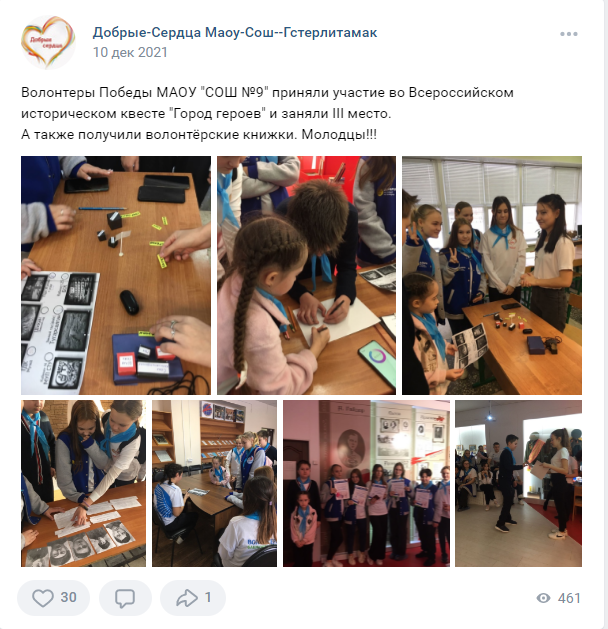 Добрые
сердца
Добрые-Сердца Маоу-Сош--Гстерлитамак
10 дек 2021
Волонтеры Победы МАОУ "СОШ №9" приняли участие во Всероссийском
историческом квесте "Город героев" и заняли III место.
А также получили волонтёрские книжки. Молодцы!!!
30
1
461